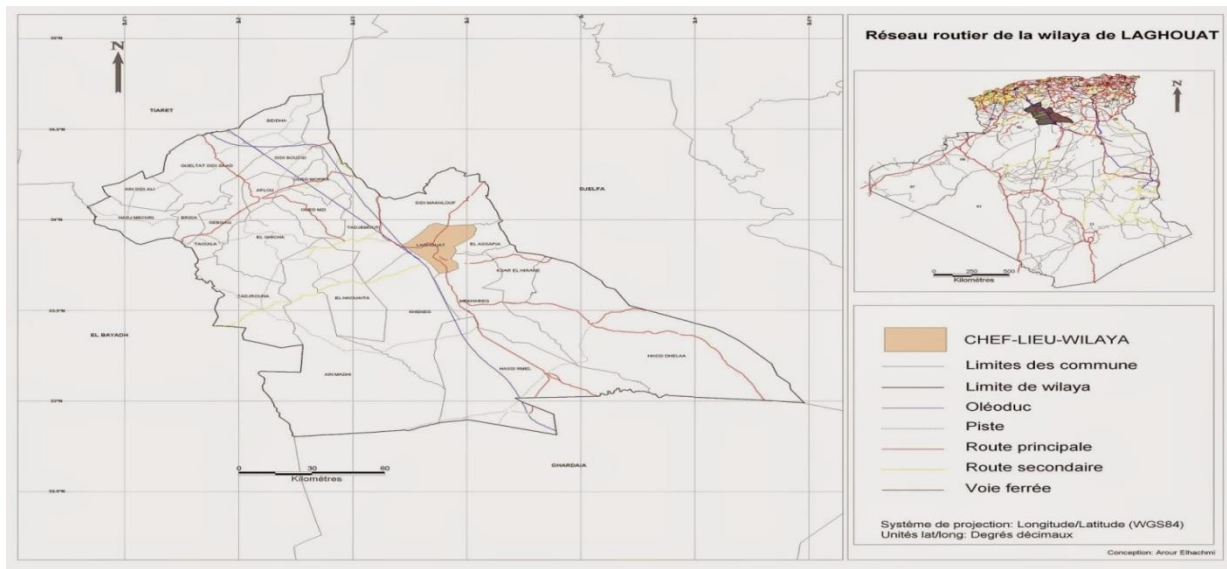 N
TIARET
SIDI BOUZID
GUELTAT SIDI SAAD
AFLOU
HADJ MECHRI
BRIDA
SEBGAG
OUED MZI
TAOUIALA
EL GHICHA
TADJEMOUT
SIDI MAKHLOUF
DJELFA
LAGHOUAT
EL ASSAFIA
KSAR EL HIRANE
TADJROUNA
EL HAOUAITA
MEKHAREG
KHENEG
EL BAYADH
HASSI DHELAA
AIN MADHI
HASSI RMEL
GHARDAIA
0 30 60
Kilomètres
Réseau routier de la wilaya de LAGHOUAT
N
0 250 500
Kilomètres
CHEF-LIEU-WILAYA
Limites des commune
Limite de wilaya
Oléoduc
Piste
Route principale
Route secondaire
Voie ferrée
Système de projection: Longitude/Latitude (WGS84)
Unités lat/long: Degrés décimaux
Conception: Arour Elhachmi